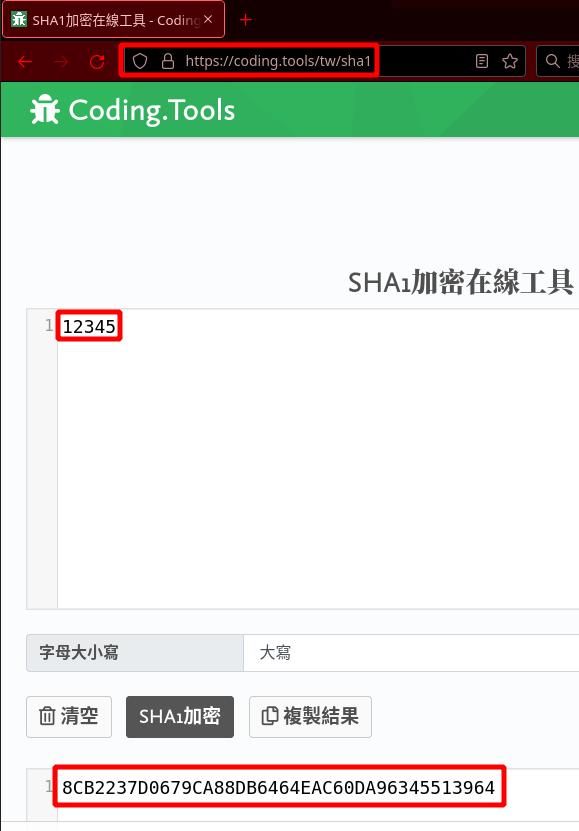 SHA1加密在線工具 - Coding
https://coding.tools/tw/sha1
搜
Coding.Tools
SHA1加密在線工具
1 12345
字母大小寫 大寫
清空 SHA1加密 複製結果
1 8CB2237D0679CA88DB6464EAC60DA96345513964